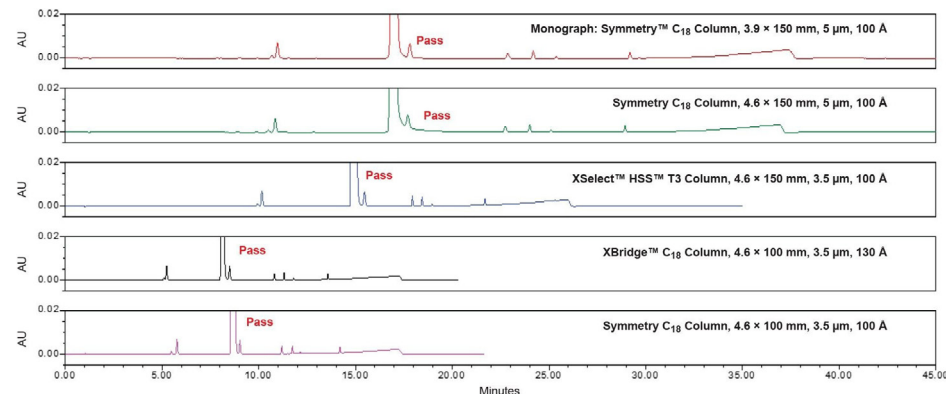 0.02
AU
0.00
Pass
Monograph: Symmetry™ C18 Column, 3.9 × 150 mm, 5 µm, 100 Å
0.02
AU
0.00
Pass
Symmetry C18 Column, 4.6 × 150 mm, 5 µm, 100 Å
0.02
AU
0.00
Pass
XSelect™ HSS™ T3 Column, 4.6 × 150 mm, 3.5 µm, 100 Å
0.02
AU
0.00
Pass
XBridge™ C18 Column, 4.6 × 100 mm, 3.5 µm, 130 Å
0.02
AU
0.00
Pass
Symmetry C18 Column, 4.6 × 100 mm, 3.5 µm, 100 Å
0.00 5.00 10.00 15.00 20.00 25.00 30.00 35.00 40.00 45.00
Minutes